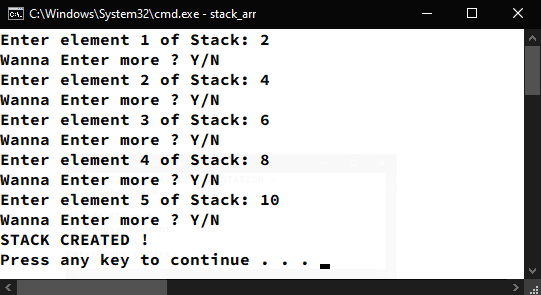 C:\Windows\System32\cmd.exe - stack_arr
Enter element 1 of Stack: 2
Wanna Enter more ? Y/N
Enter element 2 of Stack: 4
Wanna Enter more ? Y/N
Enter element 3 of Stack: 6
Wanna Enter more ? Y/N
Enter element 4 of Stack: 8
Wanna Enter more ? Y/N
Enter element 5 of Stack: 10
Wanna Enter more ? Y/N
STACK CREATED !
Press any key to continue . . .